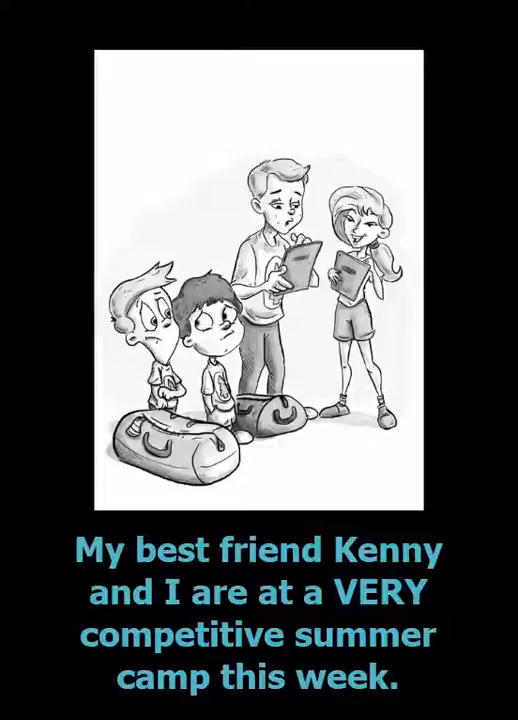 My best friend Kenny
and I are at a VERY
competitive summer
camp this week.